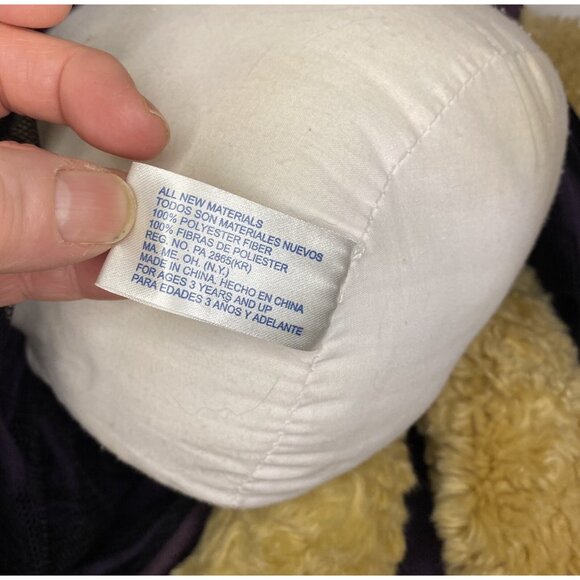 ALL NEW MATERIALS
TODOS SON MATERIALES NUEVOS
100% POLYESTER FIBER
100% FIBRAS DE POLIESTER
REG. NO. PA 2865(KR)
MA. ME. OH. (N.Y.)
MADE IN CHINA. HECHO EN CHINA
FOR AGES 3 YEARS AND UP
PARA EDADES 3 AÑOS Y ADELANTE